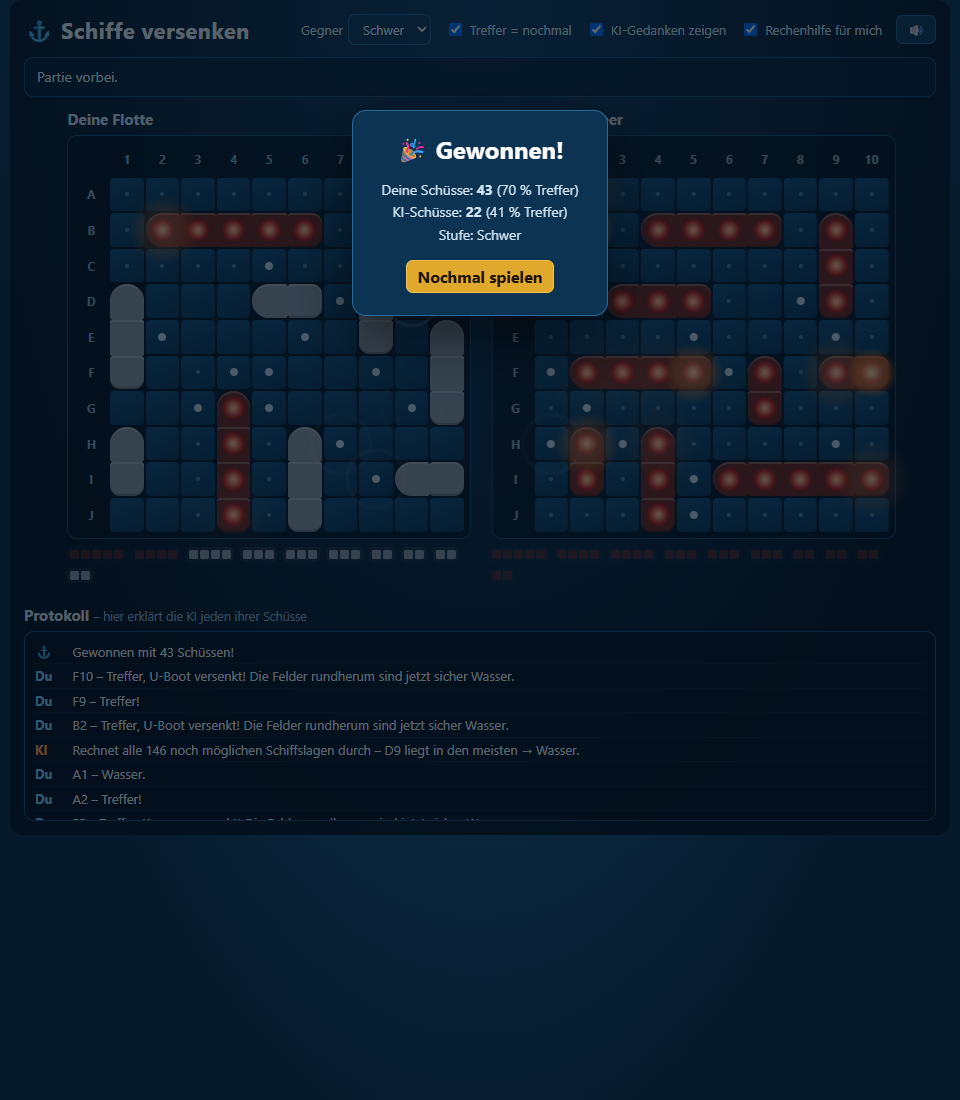 Schiffe versenken
Gegner Schwer Treffer = nochmal KI-Gedanken zeigen Rechenhilfe für mich
Partie vorbei.
Deine Flotte
🎉 Gewonnen!
Deine Schüsse: 43 (70 % Treffer)
KI-Schüsse: 22 (41 % Treffer)
Stufe: Schwer
Nochmal spielen
1 2 3 4 5 6 7
3 4 5 6 7 8 9 10
A
B
C
D
E E
F F
G G
H H
I I
J J
Protokoll – hier erklärt die KI jeden ihrer Schüsse
Gewonnen mit 43 Schüssen!
Du F10 – Treffer, U-Boot versenkt! Die Felder rundherum sind jetzt sicher Wasser.
Du F9 – Treffer!
Du B2 – Treffer, U-Boot versenkt! Die Felder rundherum sind jetzt sicher Wasser.
KI Rechnet alle 146 noch möglichen Schiffslagen durch – D9 liegt in den meisten → Wasser.
Du A1 – Wasser.
Du A2 – Treffer!